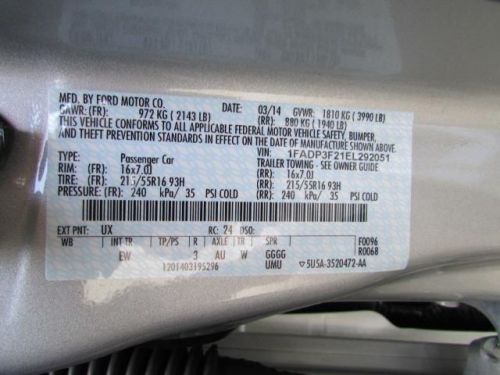 MFD. BY FORD MOTOR CO. DATE: 03/14 GVWR: 1810 KG ( 3990 LB)
GAWR: (FR): 972 KG ( 2143 LB) (RR): 880 KG ( 1940 LB)
THIS VEHICLE CONFORMS TO ALL APPLICABLE FEDERAL MOTOR VEHICLE SAFETY, BUMPER,
AND THEFT PREVENTION STANDARDS IN EFFECT ON THE DATE OF MANUFACTURE SHOWN ABOVE.
VIN: 1FADP3F21EL292051
TYPE: Passenger Car TRAILER TOWING - SEE OWNER GUIDE
RIM: (FR): 16x7.0J (RR): 16x7.0J
TIRE: (FR): 215/55R16 93H (RR): 215/55R16 93H
(FR): 240 kPa/ 35 PSI COLD (RR): 240 kPa/ 35 PSI COLD
EXT PNT: UX RC: 24 DSO:
WB INT TR TP/PS R AXLE TR SPR F0096
EW 3 AU W GGGG R0068
1201403195296 UMU 5U5A-3520472-AA